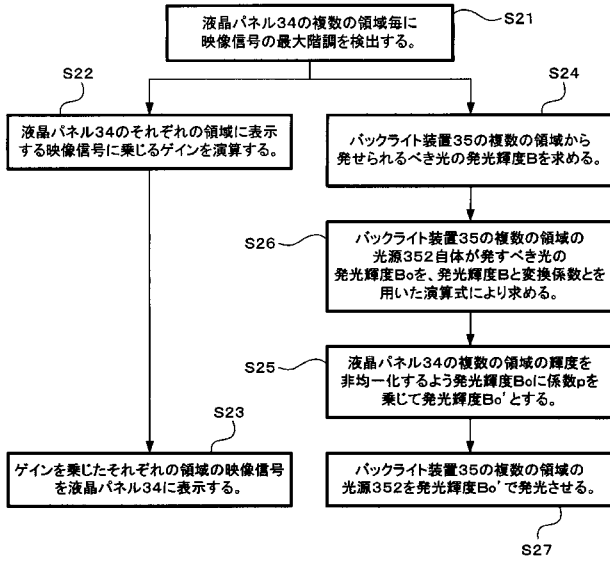 S21
液晶パネル34の複数の領域毎に
映像信号の最大階調を検出する。
S22
液晶パネル34のそれぞれの領域に表示
する映像信号に乗じるゲインを演算する。
S24
バックライト装置35の複数の領域から
発せられるべき光の発光輝度Bを求める。
S26
バックライト装置35の複数の領域の
光源352自体が発すべき光の
発光輝度Boを、発光輝度Bと変換係数とを
用いた演算式により求める。
S25
液晶パネル34の複数の領域の輝度を
非均一化するよう発光輝度Boに係数pを
乗じて発光輝度Bo'とする。
S23
ゲインを乗じたそれぞれの領域の映像信号
を液晶パネル34に表示する。
バックライト装置35の複数の領域の
光源352を発光輝度Bo'で発光させる。
S27